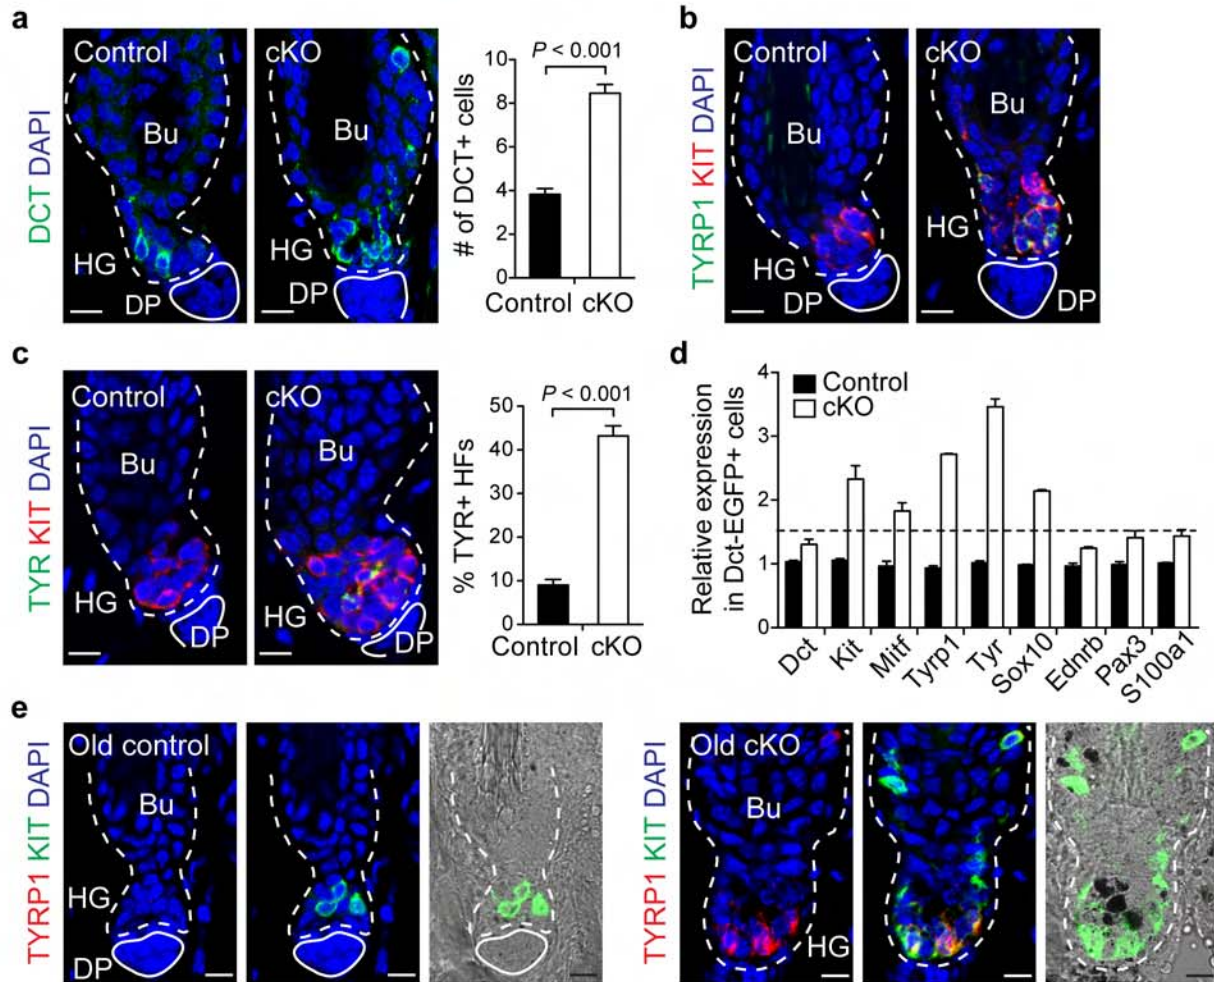 a
Control
cKO
Bu
Bu
HG
HG
DP
DP
DCT DAPI
P < 0.001
# of DCT+ cells
10
8
6
4
2
0
Control cKO
b
Control
cKO
Bu
Bu
HG
HG
DP
DP
TYRP1 KIT DAPI
c
Control
cKO
Bu
Bu
HG
HG
DP
DP
TYR KIT DAPI
P < 0.001
% TYR+ HFs
50
40
30
20
10
0
Control cKO
d
Control
cKO
Relative expression
in Dct-EGFP+ cells
4
3
2
1
0
Dct
Kit
Mitf
Tyrp1
Tyr
Sox10
Ednrb
Pax3
S100a1
e
Old control
Bu
HG
DP
TYRP1 KIT DAPI
Old cKO
Bu
HG
TYRP1 KIT DAPI